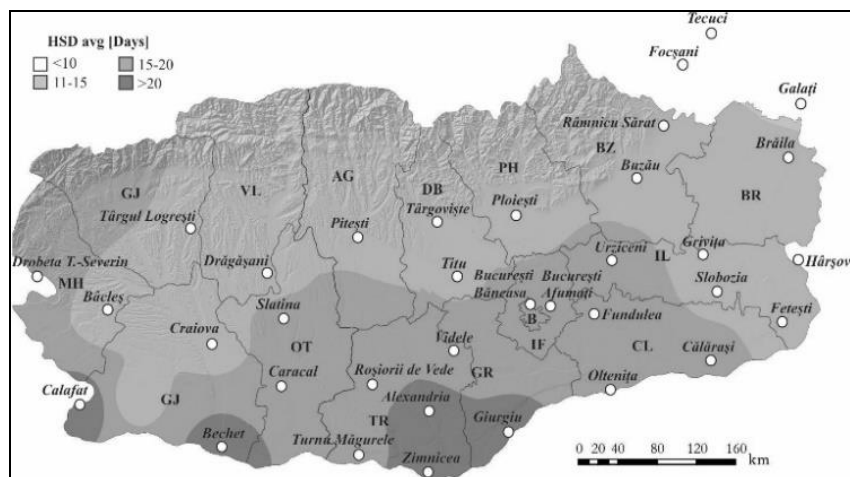 HSD avg [Days]
<10
15-20
11-15
>20
Tecuci
Focșani
Galați
Râmnicu Sărat
BZ
Brăila
PH
Buzău
GJ
VL
AG
DB
BR
Târgul Logrești
Târgoviște
Ploiești
Pitești
Drobeta T.-Severin
Drăgășani
Titu
Urziceni
IL
Grivița
Hârșov
MH
București
Băneasa
București
Afumați
Slobozia
Bâcleș
Slatina
B
Fundulea
Fetești
Craiova
OT
Videle
IF
CL
Călărași
Calafat
GJ
Caracal
Roșiorii de Vede
GR
Oltenița
Alexandria
TR
Giurgiu
Bechet
Turnu Măgurele
Zimnicea
0 20 40 80 120 160
km